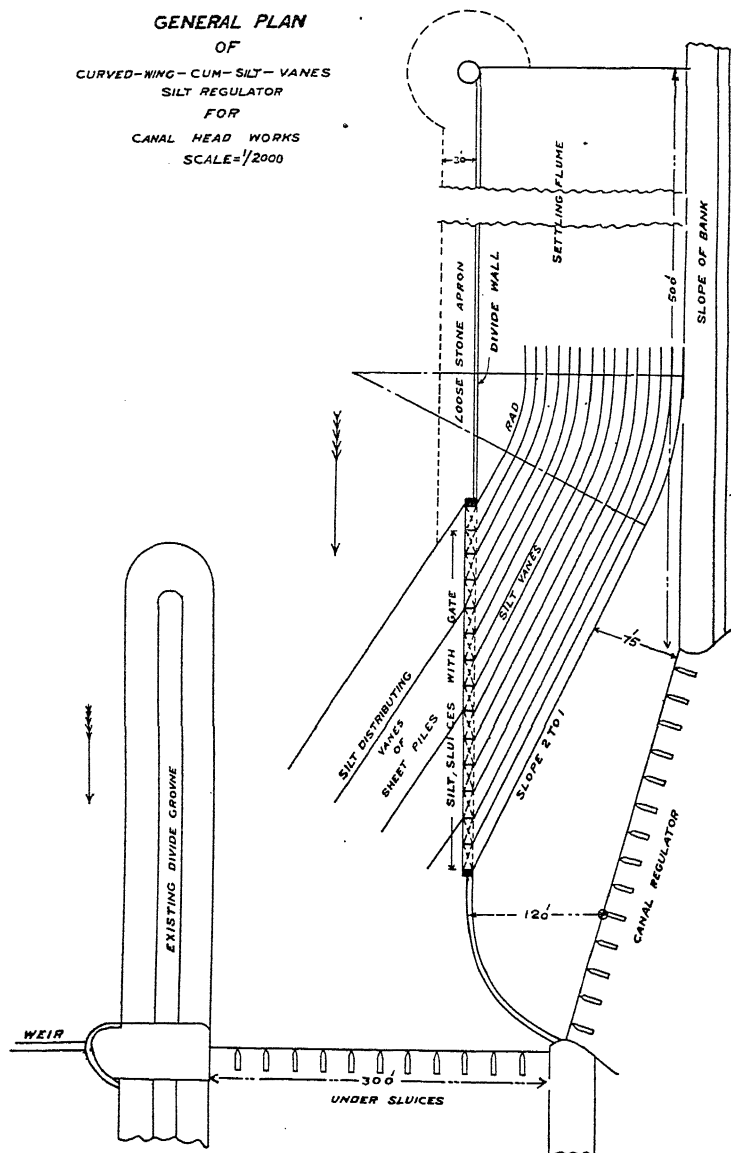 GENERAL PLAN
OF
CURVED-WING-CUM-SILT-VANES
SILT REGULATOR
FOR
CANAL HEAD WORKS
SCALE=1/2000
SETTLING FLUME
SLOPE OF BANK
500'
LOOSE STONE APRON
DIVIDE WALL
RAD
SILT VANES
SILT, SLUICES WITH GATE
SILT DISTRIBUTING
VANES
OF
SHEET PILES
75'
SLOPE 2 TO 1
EXISTING DIVIDE GROYNE
CANAL REGULATOR
120'
WEIR
300'
UNDER SLUICES